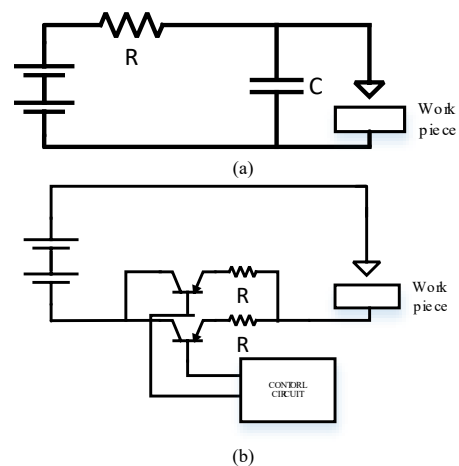 R
C
Work
piece
(a)
R
Work
piece
R
CONTORL
CIRCUIT
(b)